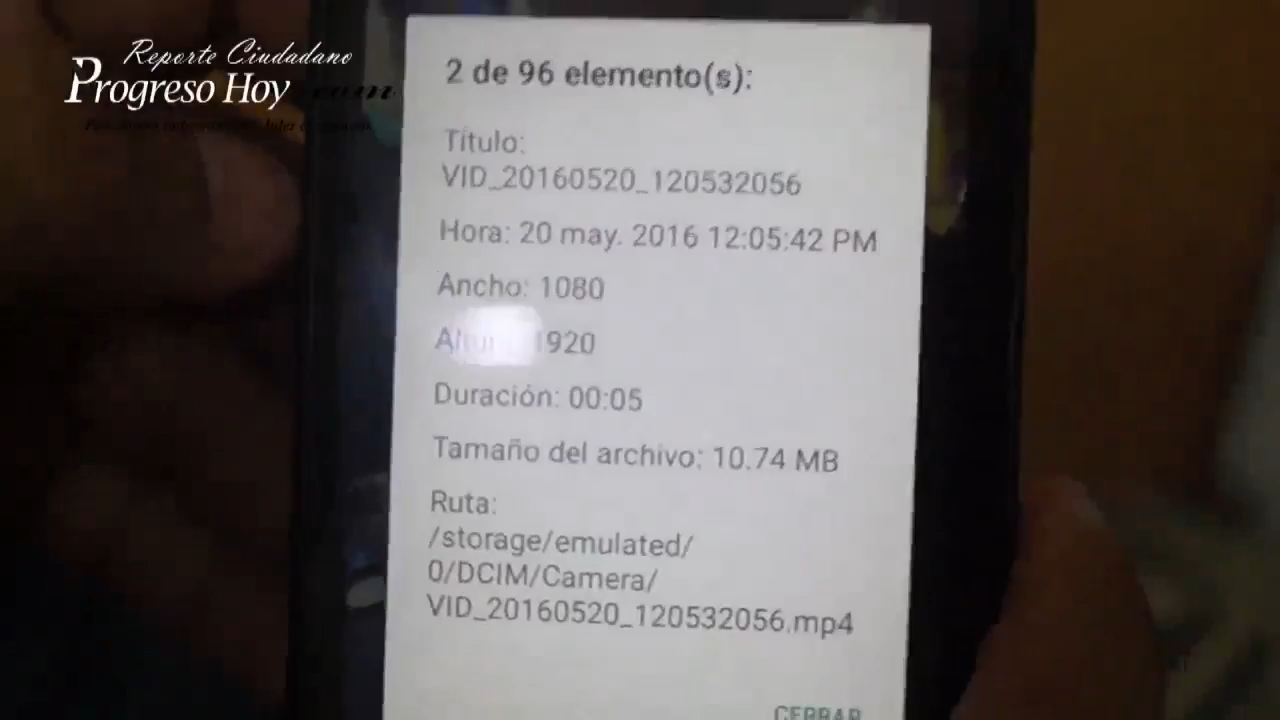 Reporte Ciudadano
Progreso Hoy
2 de 96 elemento(s):
Título:
VID_20160520_120532056
Hora: 20 may. 2016 12:05:42 PM
Ancho: 1080
Altura: 1920
Duración: 00:05
Tamaño del archivo: 10.74 MB
Ruta:
/storage/emulated/
0/DCIM/Camera/
VID_20160520_120532056.mp4
CERRAR